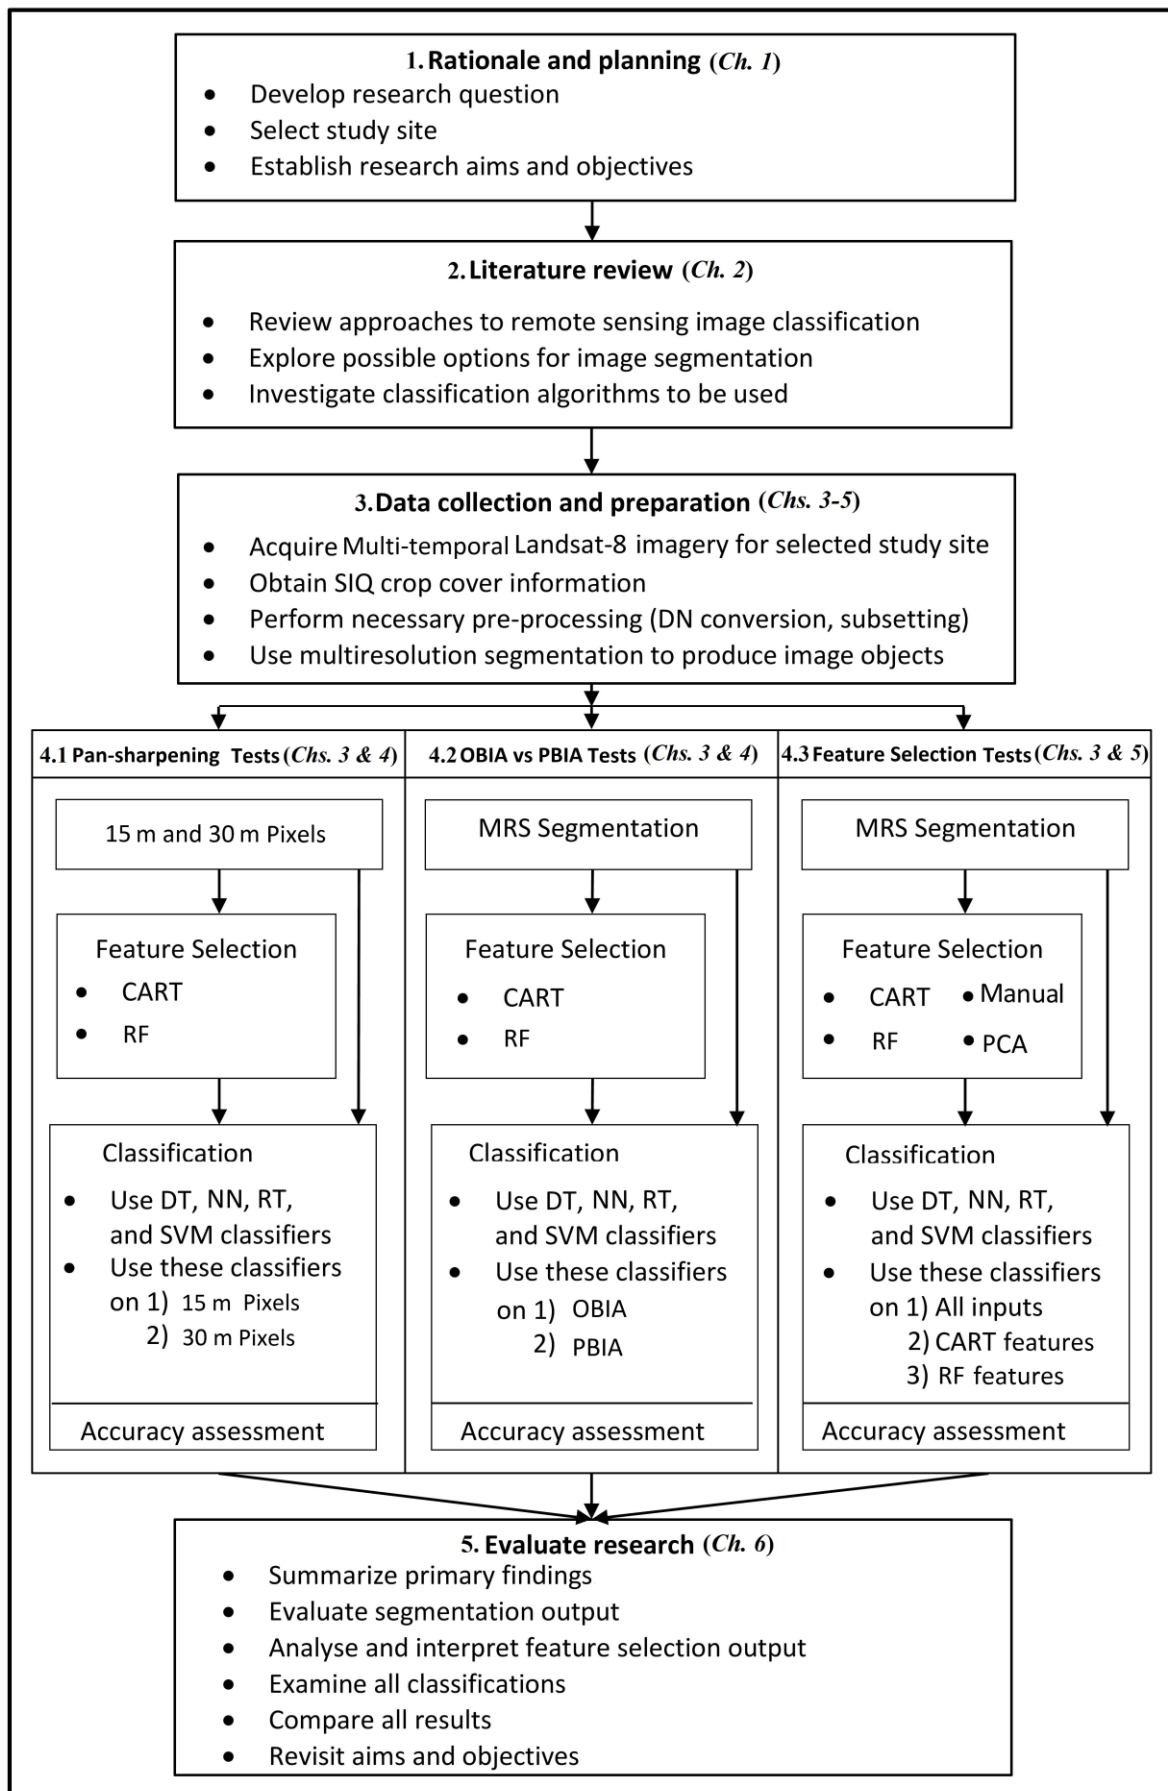 1. Rationale and planning (Ch. 1)
• Develop research question
• Select study site
• Establish research aims and objectives
2. Literature review (Ch. 2)
• Review approaches to remote sensing image classification
• Explore possible options for image segmentation
• Investigate classification algorithms to be used
3. Data collection and preparation (Chs. 3-5)
• Acquire Multi-temporal Landsat-8 imagery for selected study site
• Obtain SIQ crop cover information
• Perform necessary pre-processing (DN conversion, subsetting)
• Use multiresolution segmentation to produce image objects
4.1 Pan-sharpening Tests (Chs. 3 & 4)
15 m and 30 m Pixels
Feature Selection
• CART
• RF
Classification
• Use DT, NN, RT,
and SVM classifiers
• Use these classifiers
on 1) 15 m Pixels
2) 30 m Pixels
Accuracy assessment
4.2 OBIA vs PBIA Tests (Chs. 3 & 4)
MRS Segmentation
Feature Selection
• CART
• RF
Classification
• Use DT, NN, RT,
and SVM classifiers
• Use these classifiers
on 1) OBIA
2) PBIA
Accuracy assessment
4.3 Feature Selection Tests (Chs. 3 & 5)
MRS Segmentation
Feature Selection
• CART • Manual
• RF • PCA
Classification
• Use DT, NN, RT,
and SVM classifiers
• Use these classifiers
on 1) All inputs
2) CART features
3) RF features
Accuracy assessment
5. Evaluate research (Ch. 6)
• Summarize primary findings
• Evaluate segmentation output
• Analyse and interpret feature selection output
• Examine all classifications
• Compare all results
• Revisit aims and objectives